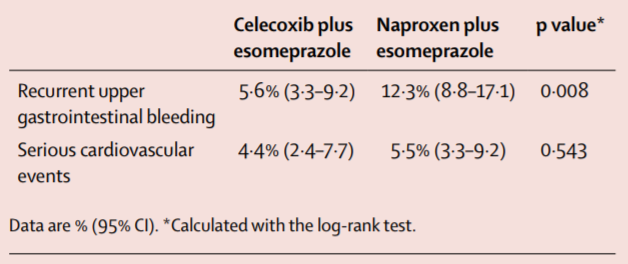 Celecoxib plus esomeprazole Naproxen plus esomeprazole p value*
Recurrent upper gastrointestinal bleeding 5·6% (3·3–9·2) 12·3% (8·8–17·1) 0·008
Serious cardiovascular events 4·4% (2·4–7·7) 5·5% (3·3–9·2) 0·543
Data are % (95% CI). *Calculated with the log-rank test.